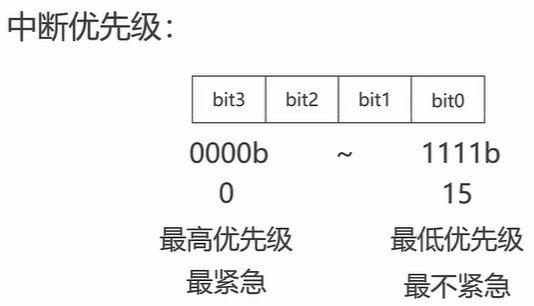 中断优先级：
bit3 bit2 bit1 bit0
0000b ~ 1111b
0 15
最高优先级 最低优先级
最紧急 最不紧急